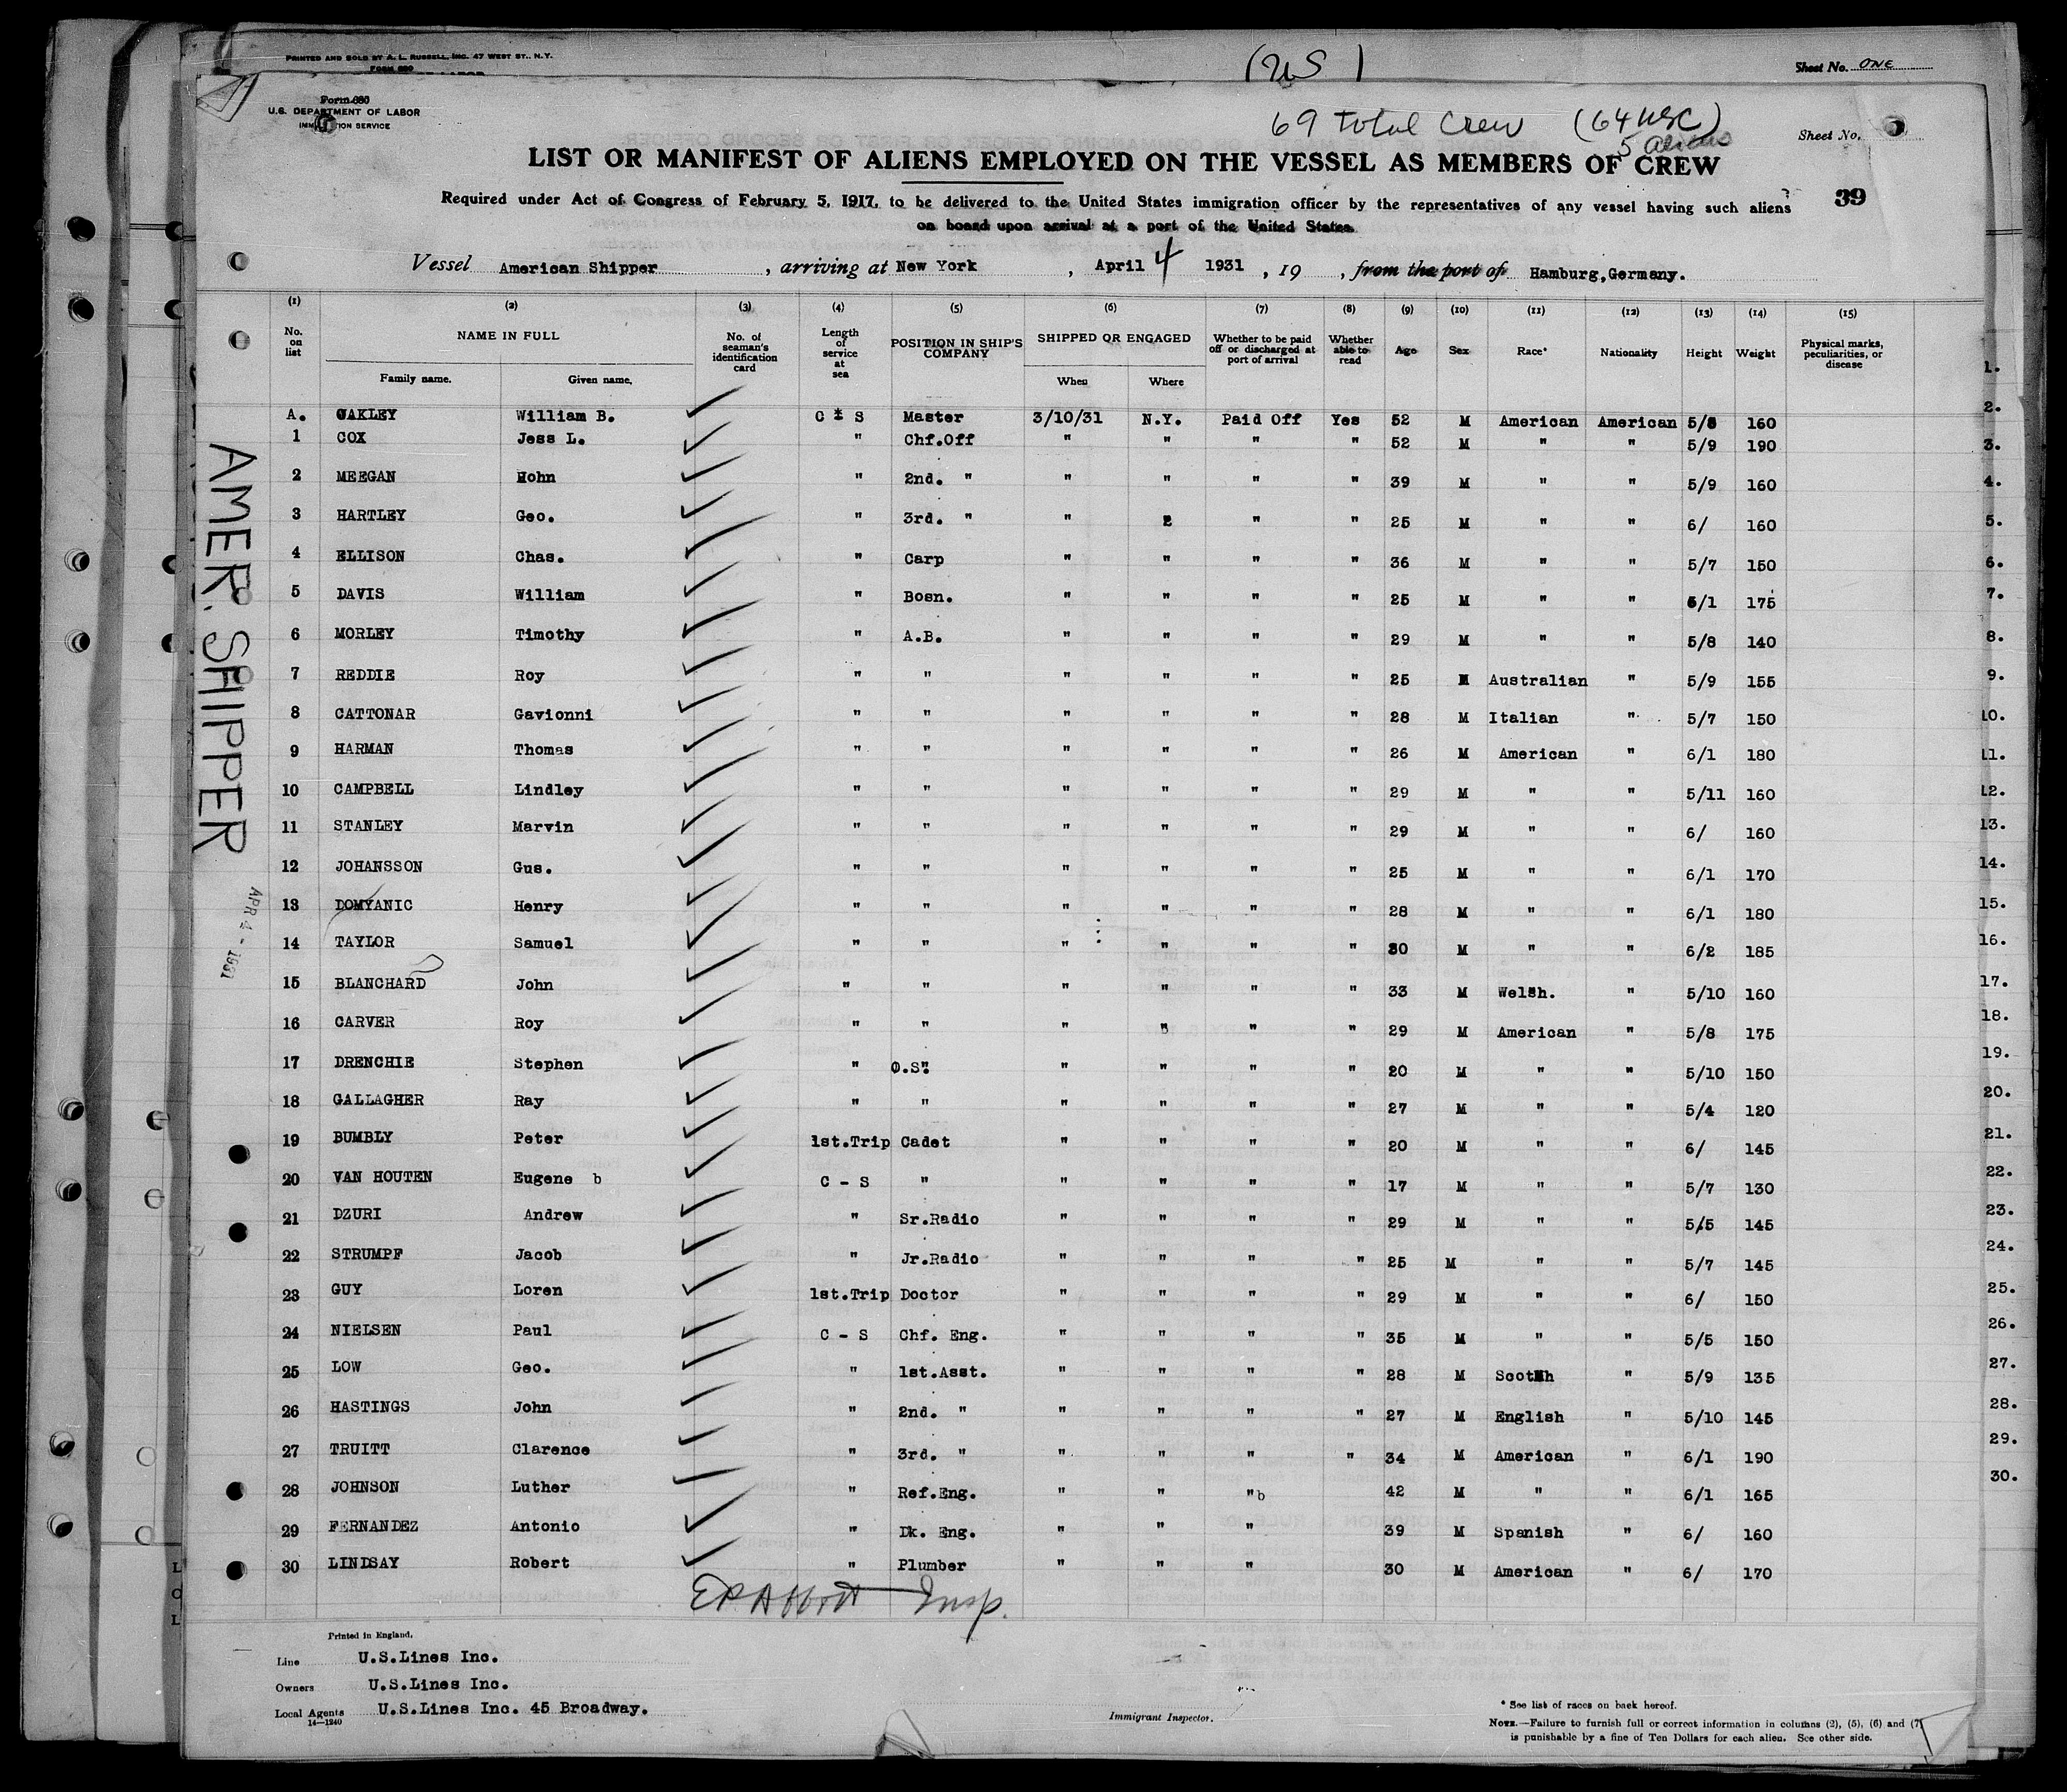 PRINTED AND SOLD BY A. L. RUSSELL, INC. 47 WEST ST., N.Y.
(US)
Sheet No. ONE
Form 680
U.S. DEPARTMENT OF LABOR
IMMIGRATION SERVICE
69 total Crew (64 USC)
5 aliens
Sheet No.
LIST OR MANIFEST OF ALIENS EMPLOYED ON THE VESSEL AS MEMBERS OF CREW
Required under Act of Congress of February 5, 1917, to be delivered to the United States immigration officer by the representatives of any vessel having such aliens
on board upon arrival at a port of the United States
39
Vessel American Shipper, arriving at New York, April 4 1931, 19 , from the port of Hamburg,Germany.
(1) (2) (3) (4) (5) (6) (7) (8) (9) (10) (11) (12) (13) (14) (15)
No. on list NAME IN FULL No. of seaman's identification card Length of service at sea POSITION IN SHIP'S COMPANY SHIPPED OR ENGAGED Whether to be paid off or discharged at port of arrival Whether able to read Age Sex Race* Nationality Height Weight Physical marks, peculiarities, or disease
Family name. Given name. When Where
A. OAKLEY William B. C * S Master 3/10/31 N.Y. Paid Off Yes 52 M American American 5/8 160
1 COX Jess L. " Chf.Off " " " " 52 M " " 5/9 190
2 MEEGAN Hohn " 2nd. " " " " " 39 M " " 5/9 160
3 HARTLEY Geo. " 3rd. " " 2 " " 25 M " " 6/ 160
4 ELLISON Chas. " Carp " " " " 36 M " " 5/7 150
5 DAVIS William " Bosn. " " " " 25 M " " 6/1 175
6 MORLEY Timothy " A.B. " " " " 29 M " " 5/8 140
7 REDDIE Roy " " " " " " 25 M Australian " 5/9 155
8 CATTONAR Gavionni " " " " " " 28 M Italian " 5/7 150
9 HARMAN Thomas " " " " " " 26 M American " 6/1 180
10 CAMPBELL Lindley " " " " " " 29 M " " 5/11 160
11 STANLEY Marvin " " " " " " 29 M " " 6/ 160
12 JOHANSSON Gus. " " " " " " 25 M " " 6/1 170
13 DOMYANIC Henry " " " " " " 28 M " " 6/1 180
14 TAYLOR Samuel " " " " " " 30 M " " 6/2 185
15 BLANCHARD John " " " " " " 33 M Welsh. " 5/10 160
16 CARVER Roy " " " " " " 29 M American " 5/8 175
17 DRENCHIE Stephen " O.S". " " " " 20 M " " 5/10 150
18 GALLAGHER Ray " " " " " " 27 M " " 5/4 120
19 BUMBLY Peter 1st.Trip Cadet " " " " 20 M " " 6/ 145
20 VAN HOUTEN Eugene b C - S " " " " " 17 M " " 5/7 130
21 DZURI Andrew " Sr.Radio " " " " 29 M " " 5/5 145
22 STRUMPF Jacob " Jr.Radio " " " " 25 M " " 5/7 145
23 GUY Loren 1st.Trip Doctor " " " " 29 M " " 6/ 150
24 NIELSEN Paul C - S Chf. Eng. " " " " 35 M " " 5/5 150
25 LOW Geo. " 1st.Asst. " " " " 28 M Scotch " 5/9 135
26 HASTINGS John " 2nd. " " " " " 27 M English " 5/10 145
27 TRUITT Clarence " 3rd. " " " " " 34 M American " 6/1 190
28 JOHNSON Luther " Ref.Eng. " " "b 42 M " " 6/1 165
29 FERNANDEZ Antonio " Dk. Eng. " " " 39 M Spanish " 6/ 160
30 LINDSAY Robert " Plumber " " " 30 M American " 6/ 170
AMER. SHIPPER
APR 4 - 1931
Insp.
Printed in England.
Line U.S.Lines Inc.
Owners U.S.Lines Inc.
Local Agents U.S.Lines Inc. 45 Broadway.
14—1240
Immigrant Inspector.
* See list of races on back hereof.
NOTE.—Failure to furnish full or correct information in columns (2), (5), (6) and (7)
is punishable by a fine of Ten Dollars for each alien. See other side.
1.
2.
3.
4.
5.
6.
7.
8.
9.
10.
11.
12.
13.
14.
15.
16.
17.
18.
19.
20.
21.
22.
23.
24.
25.
26.
27.
28.
29.
30.
L
O
L